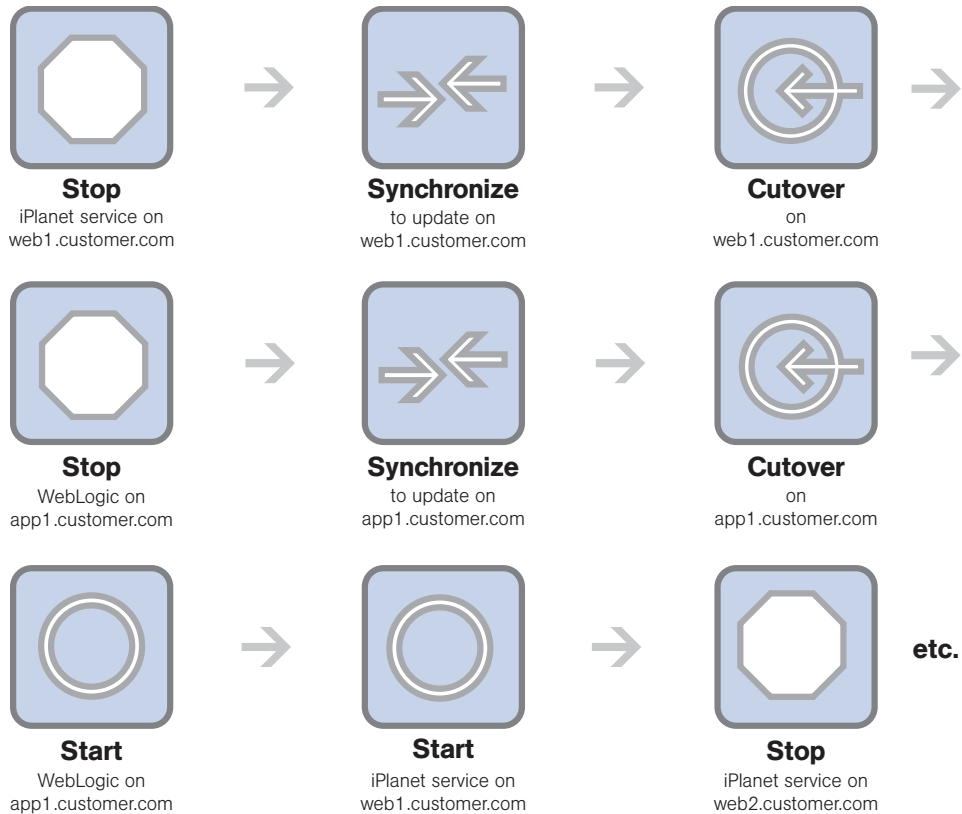 Stop
iPlanet service on
web1.customer.com
Synchronize
to update on
web1.customer.com
Cutover
on
web1.customer.com
Stop
WebLogic on
app1.customer.com
Synchronize
to update on
app1.customer.com
Cutover
on
app1.customer.com
Start
WebLogic on
app1.customer.com
Start
iPlanet service on
web1.customer.com
Stop
iPlanet service on
web2.customer.com
etc.